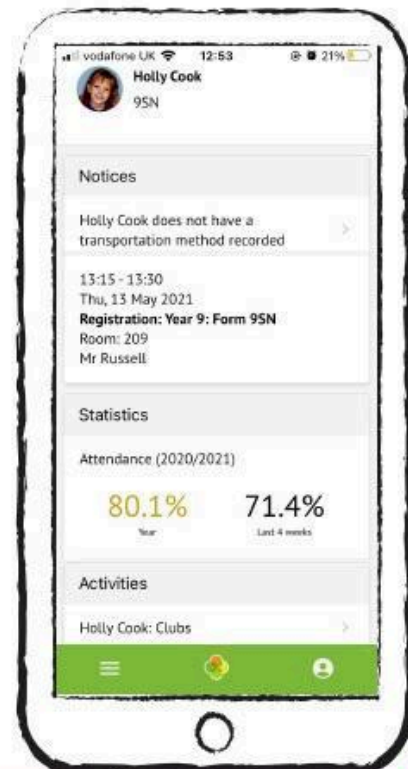 vodafone UK 12:53 21%
Holly Cook
9SN
Notices
Holly Cook does not have a
transportation method recorded
13:15 - 13:30
Thu, 13 May 2021
Registration: Year 9: Form 9SN
Room: 209
Mr Russell
Statistics
Attendance (2020/2021)
80.1% 71.4%
Year Last 4 weeks
Activities
Holly Cook: Clubs